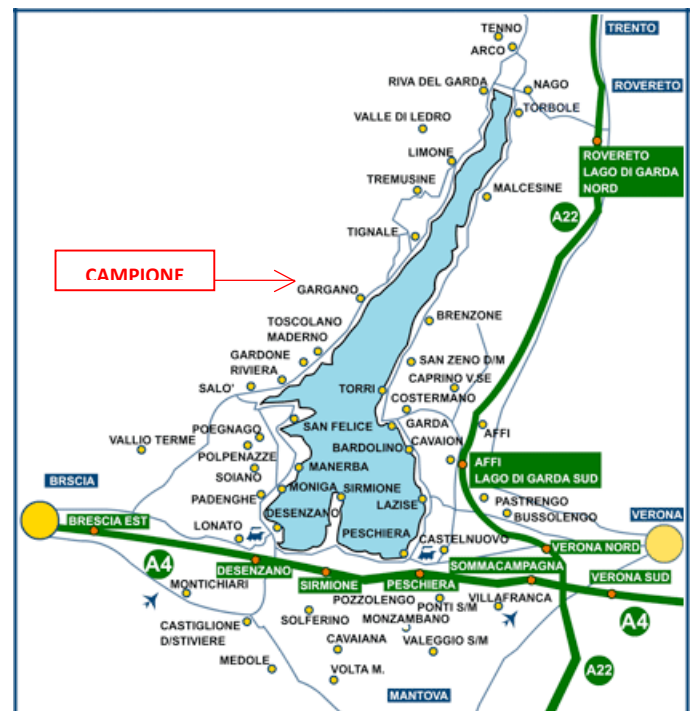 TENNO
TRENTO
ARCO
RIVA DEL GARDA
NAGO
ROVERETO
TORBOLE
VALLE DI LEDRO
LIMONE
ROVERETO
LAGO DI GARDA
NORD
TREMUSINE
MALCESINE
A22
TIGNALE
CAMPIONE
GARGANO
BRENZONE
TOSCOLANO
MADERNO
GARDONE
RIVIERA
SAN ZENO D/M
CAPRINO V.SE
SALO'
TORRI
COSTERMANO
SAN FELICE
GARDA
POEGNAGO
AFFI
VALLIO TERME
POLPENAZZE
BARDOLINO
CAVAION
AFFI
LAGO DI GARDA SUD
SOIANO
MANERBA
BRSCIA
PADENGHE
MONIGA
SIRMIONE
LAZISE
PASTRENGO
BUSSOLENGO
VERONA
BRESCIA EST
LONATO
DESENZANO
PESCHIERA
CASTELNUOVO
VERONA NORD
A4
DESENZANO
SIRMIONE
PESCHIERA
SOMMACAMPAGNA
VERONA SUD
MONTICHIARI
POZZOLENGO
PONTI S/M
VILLAFRANCA
A4
CASTIGLIONE
D/STIVIERE
SOLFERINO
MONZAMBANO
CAVAIANA
VALEGGIO S/M
MEDOLE
VOLTA M.
A22
MANTOVA